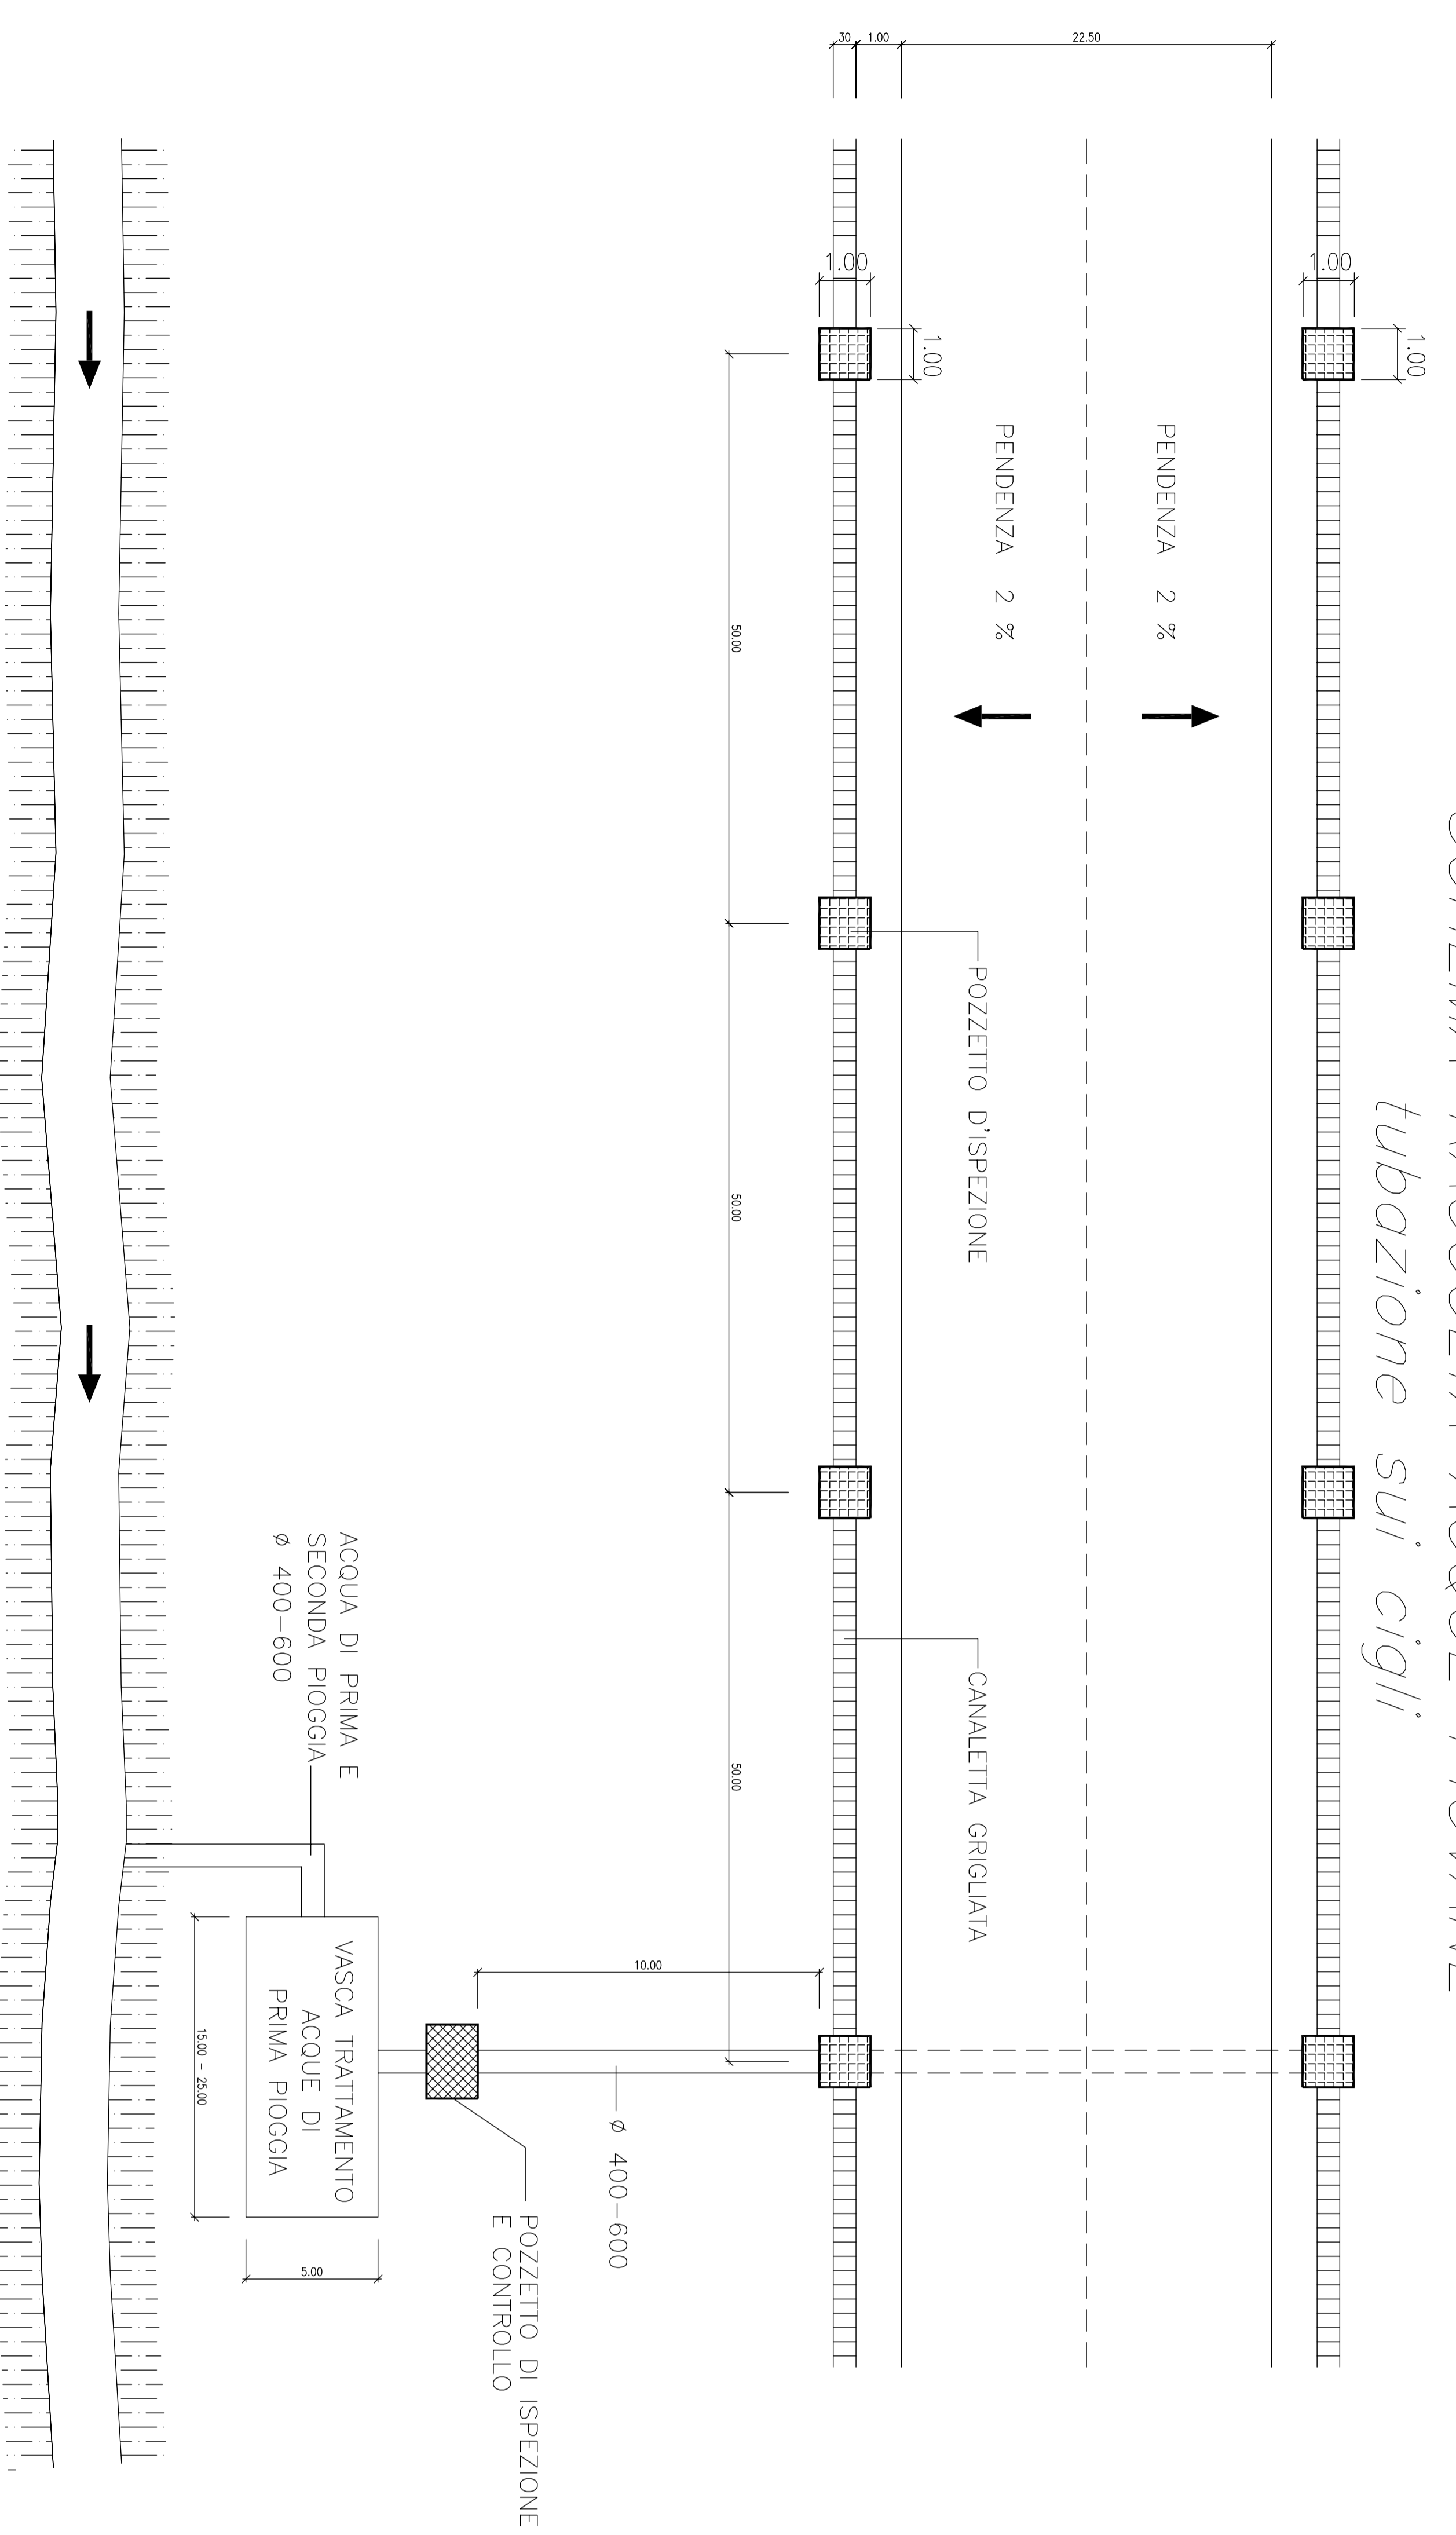 tubazione sui cigli
1.00
1.00
PENDENZA 2 %
PENDENZA 2 %
22.50
1.00
30
1.00
1.00
POZZETTO D'ISPEZIONE
CANALETTA GRIGLIATA
50.00
50.00
50.00
10.00
Ø 400-600
POZZETTO DI ISPEZIONE
E CONTROLLO
ACQUA DI PRIMA E
SECONDA PIOGGIA
Ø 400-600
VASCA TRATTAMENTO
ACQUE DI
PRIMA PIOGGIA
5.00
15.00 - 25.00